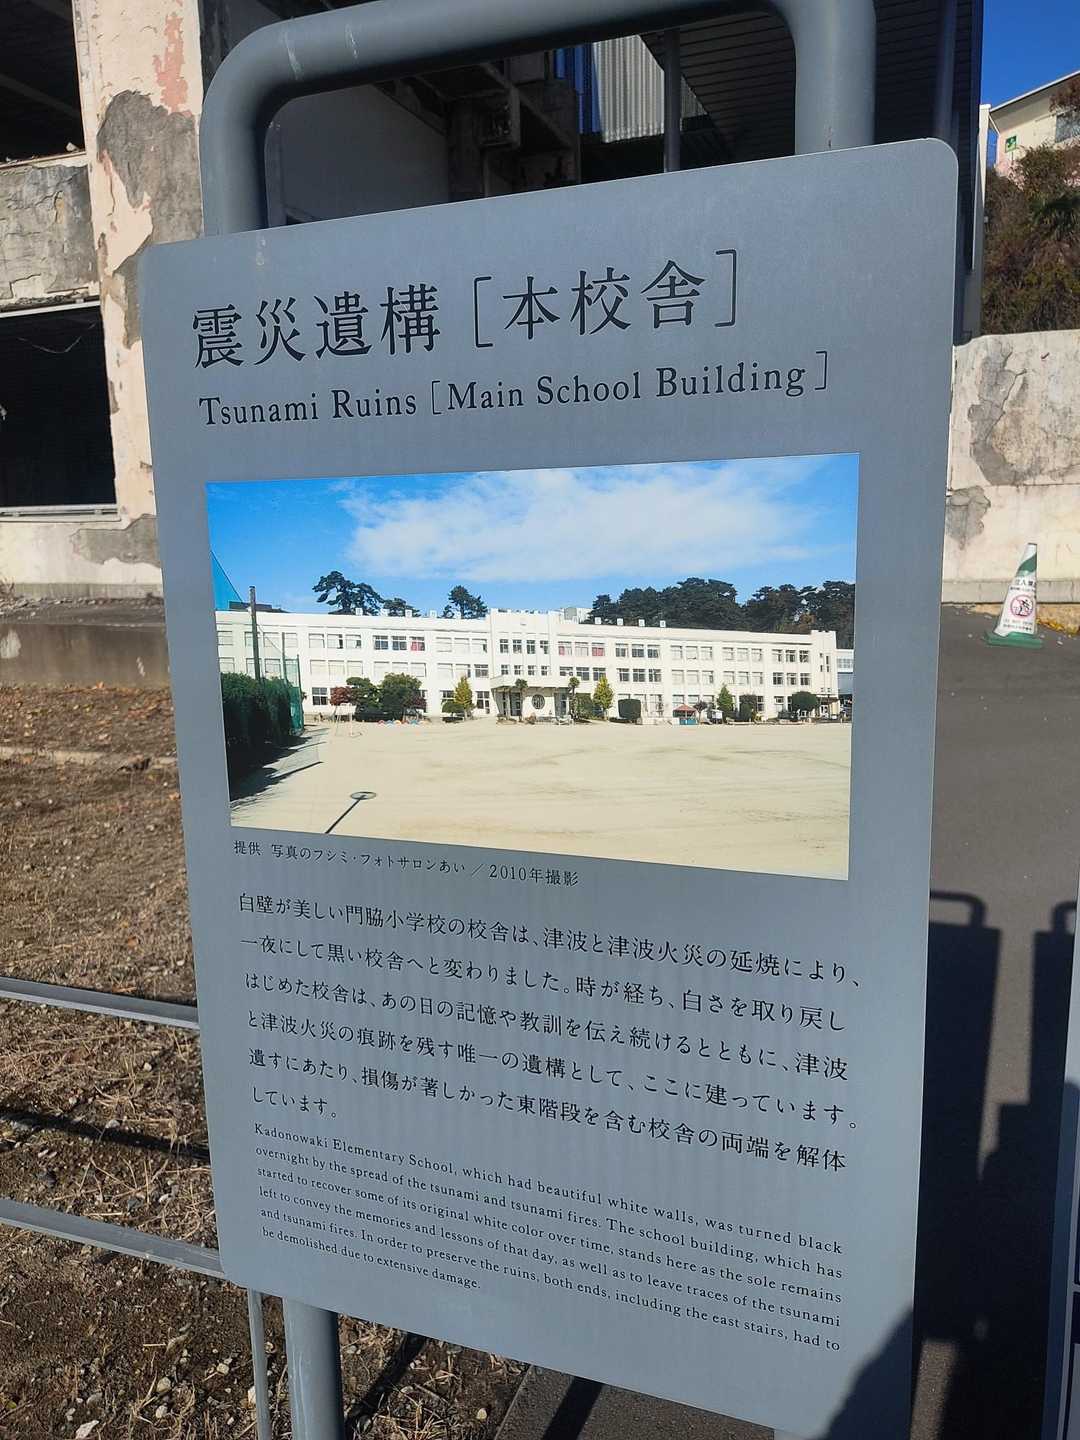 震災遺構［本校舎］
Tsunami Ruins [Main School Building]
提供 写真のフシミ・フォトサロンあい ／ 2010年撮影
白壁が美しい門脇小学校の校舎は、津波と津波火災の延焼により、
一夜にして黒い校舎へと変わりました。時が経ち、白さを取り戻し
はじめた校舎は、あの日の記憶や教訓を伝え続けるとともに、津波
と津波火災の痕跡を残す唯一の遺構として、ここに建っています。
遺すにあたり、損傷が著しかった東階段を含む校舎の両端を解体
しています。
Kadonowaki Elementary School, which had beautiful white walls, was turned black
overnight by the spread of the tsunami and tsunami fires. The school building, which has
started to recover some of its original white color over time, stands here as the sole remains
left to convey the memories and lessons of that day, as well as to leave traces of the tsunami
and tsunami fires. In order to preserve the ruins, both ends, including the east stairs, had to
be demolished due to extensive damage.